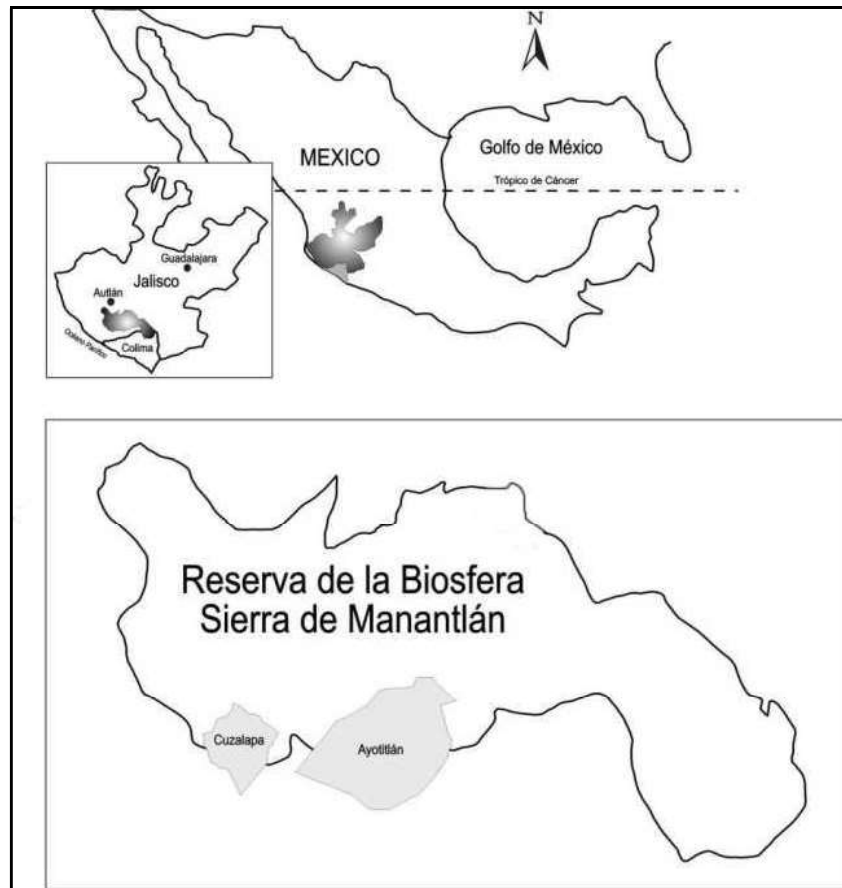 N
MEXICO
Golfo de México
Trópico de Cáncer
Guadalajara
Jalisco
Autlán
Océano Pacífico
Colima
Reserva de la Biosfera
Sierra de Manantlán
Cuzalapa
Ayotitlán